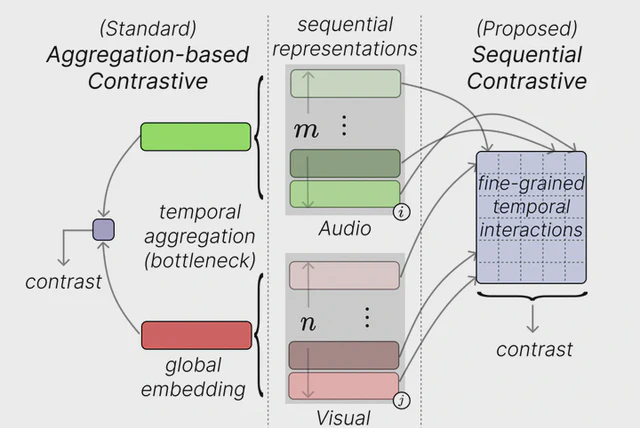 (Standard)
Aggregation-based
Contrastive
temporal
aggregation
(bottleneck)
contrast
global
embedding
sequential
representations
m
⋮
i
Audio
n
⋮
j
Visual
(Proposed)
Sequential
Contrastive
fine-grained
temporal
interactions
contrast